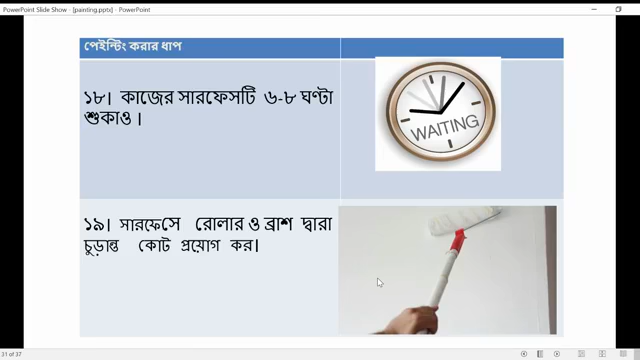 PowerPoint Slide Show - [painting.pptx] - PowerPoint
পেইন্টিং করার ধাপ
১৮। কাজের সারফেসটি ৬-৮ ঘণ্টা
শুকাও।
WAITING
১৯। সারফেসে রোলার ও ব্রাশ দ্বারা
চুড়ান্ত কোট প্রয়োগ কর।
31 of 37